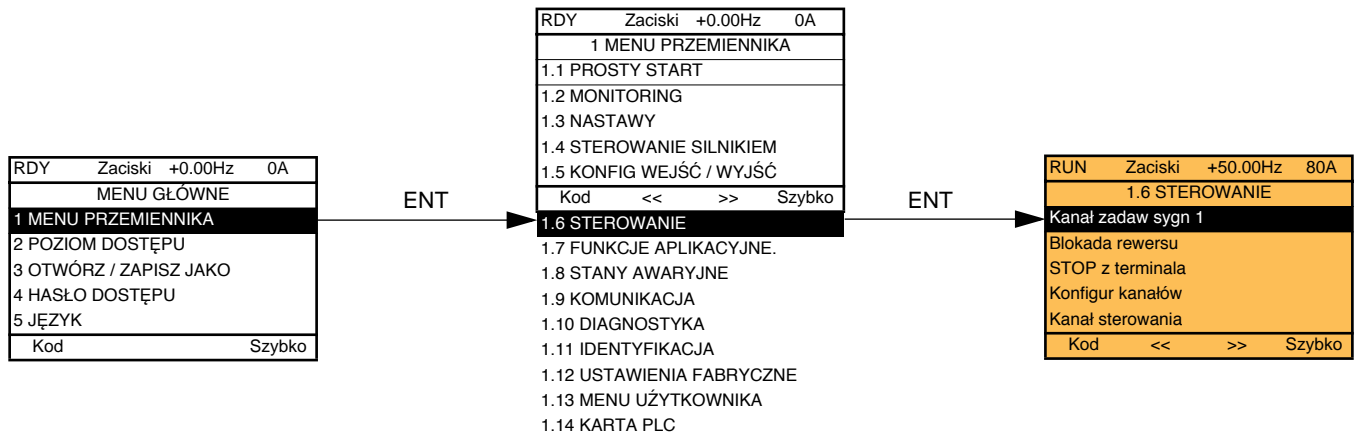 RDY Zaciski +0.00Hz 0A
MENU GŁÓWNE
1 MENU PRZEMIENNIKA
2 POZIOM DOSTĘPU
3 OTWÓRZ / ZAPISZ JAKO
4 HASŁO DOSTĘPU
5 JĘZYK
Kod Szybko
ENT
RDY Zaciski +0.00Hz 0A
1 MENU PRZEMIENNIKA
1.1 PROSTY START
1.2 MONITORING
1.3 NASTAWY
1.4 STEROWANIE SILNIKIEM
1.5 KONFIG WEJŚĆ / WYJŚĆ
Kod << >> Szybko
1.6 STEROWANIE
1.7 FUNKCJE APLIKACYJNE.
1.8 STANY AWARYJNE
1.9 KOMUNIKACJA
1.10 DIAGNOSTYKA
1.11 IDENTYFIKACJA
1.12 USTAWIENIA FABRYCZNE
1.13 MENU UŹYTKOWNIKA
1.14 KARTA PLC
ENT
RUN Zaciski +50.00Hz 80A
1.6 STEROWANIE
Kanał zadaw sygn 1
Blokada rewersu
STOP z terminala
Konfigur kanałów
Kanał sterowania
Kod << >> Szybko